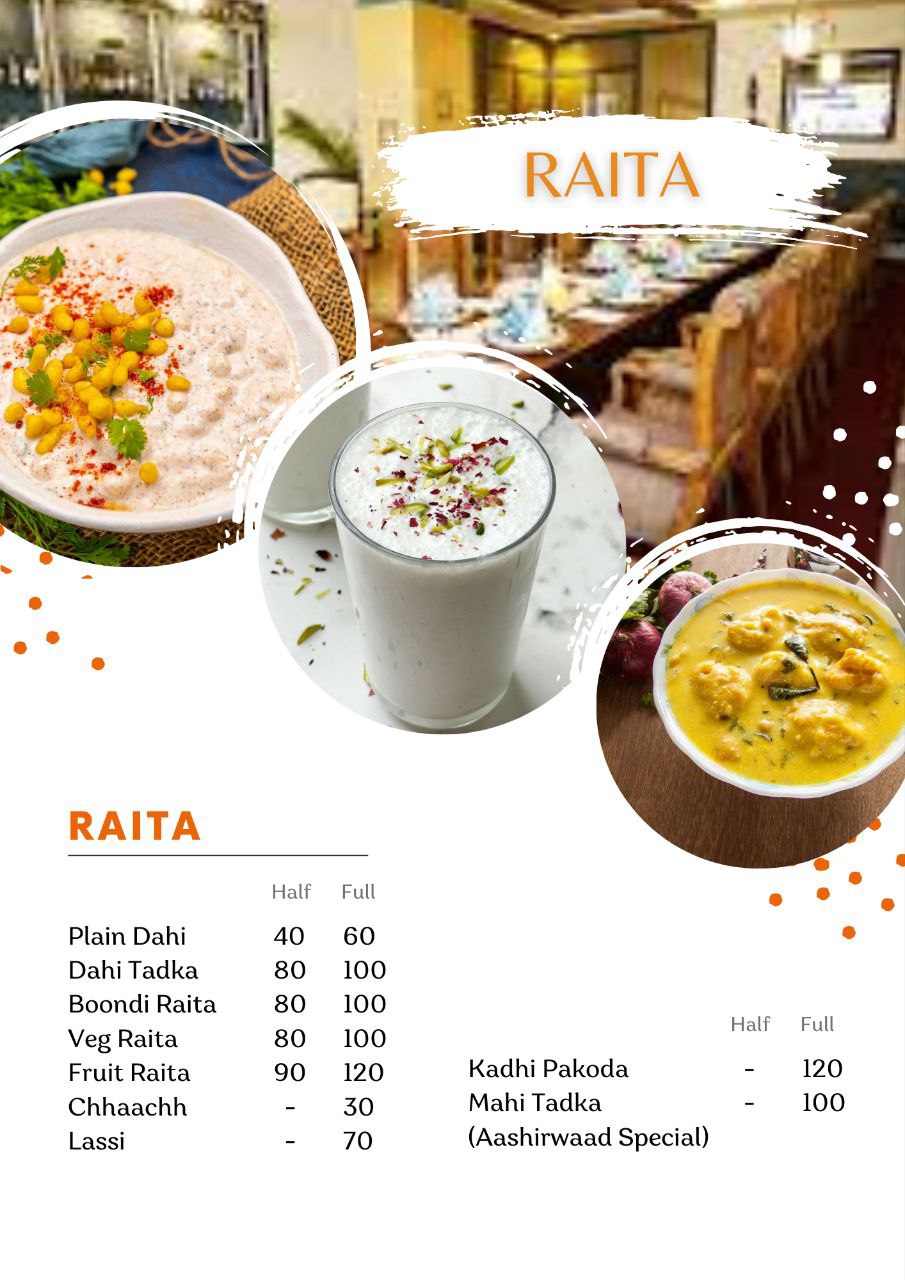 RAITA
RAITA
Half Full
Plain Dahi 40 60
Dahi Tadka 80 100
Boondi Raita 80 100
Veg Raita 80 100
Fruit Raita 90 120
Chhaachh - 30
Lassi - 70
Half Full
Kadhi Pakoda - 120
Mahi Tadka - 100
(Aashirwaad Special)